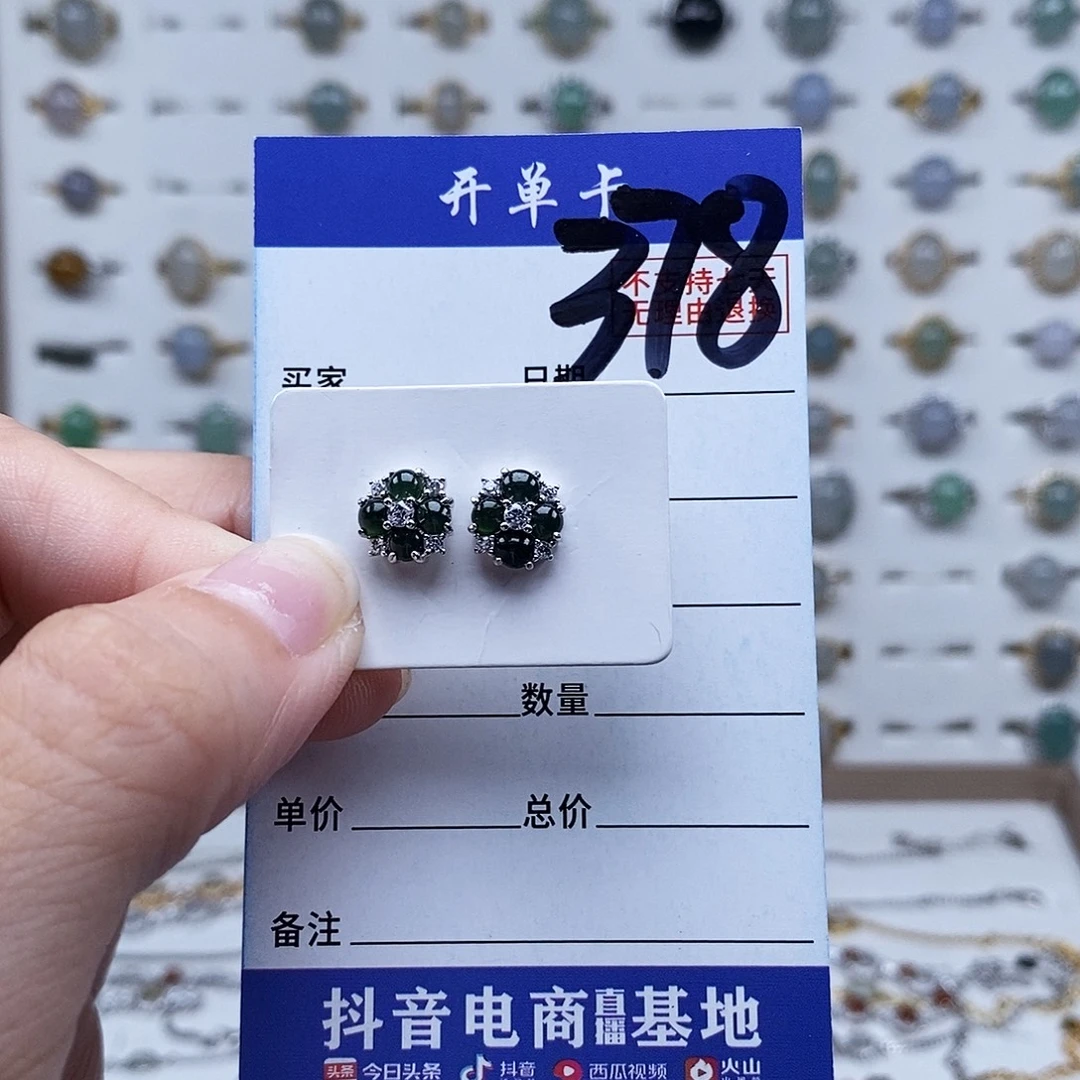 开单卡
378
不支持七天
无理由退换
买家 日期
数量
单价 总价
备注
抖音电商直播基地
头条 今日头条 抖音 西瓜视频 火山